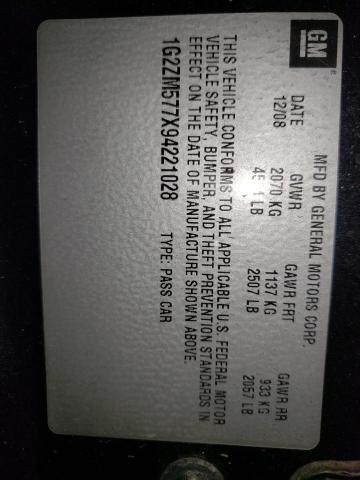 GM
MFD BY GENERAL MOTORS CORP.
DATE GVWR GAWR FRT GAWR RR
12/08 2070 KG 1137 KG 933 KG
2507 LB 2057 LB
THIS VEHICLE CONFORMS TO ALL APPLICABLE U.S. FEDERAL MOTOR
VEHICLE SAFETY, BUMPER, AND THEFT PREVENTION STANDARDS IN
EFFECT ON THE DATE OF MANUFACTURE SHOWN ABOVE.
1G2ZM577X94221028 TYPE: PASS CAR